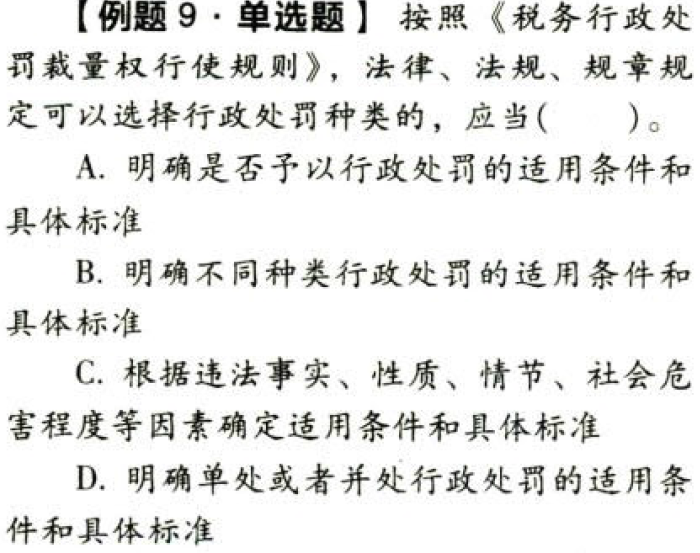 【例题 9·单选题】 按照《税务行政处
罚裁量权行使规则》，法律、法规、规章规
定可以选择行政处罚种类的，应当(　　)。
A. 明确是否予以行政处罚的适用条件和
具体标准
B. 明确不同种类行政处罚的适用条件和
具体标准
C. 根据违法事实、性质、情节、社会危
害程度等因素确定适用条件和具体标准
D. 明确单处或者并处行政处罚的适用条
件和具体标准